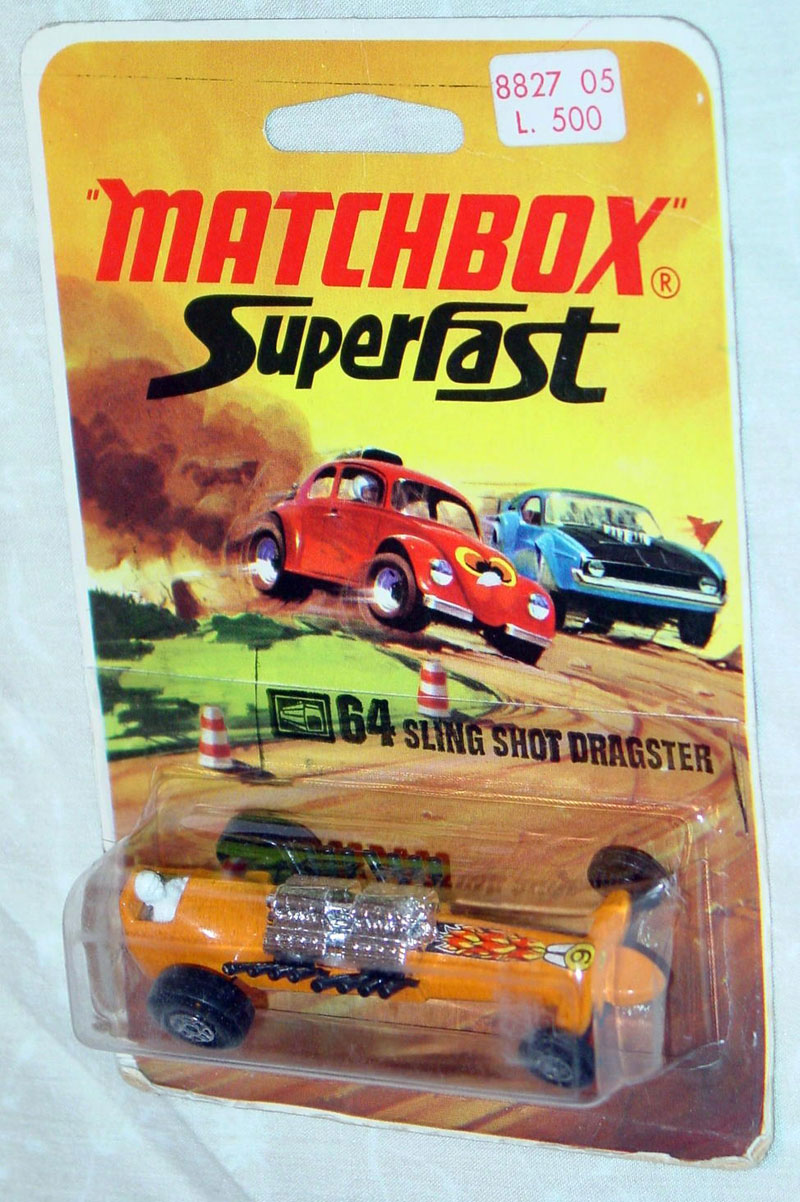 8827 05
L. 500
"MATCHBOX"®
Superfast
64 SLING SHOT DRAGSTER
9